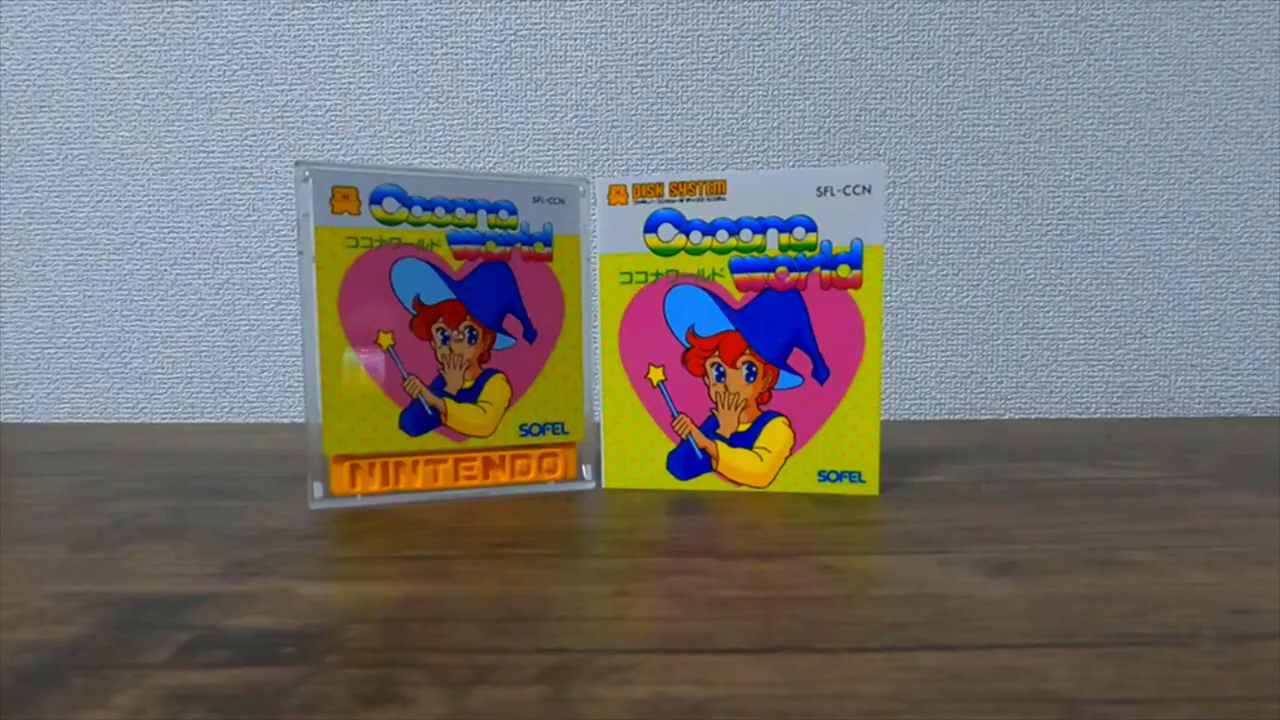 SFL-CCN
Cocona
world
ココナワールド
SOFEL
NINTENDO
DISK SYSTEM
SFL-CCN
Cocona
world
ココナワールド
SOFEL